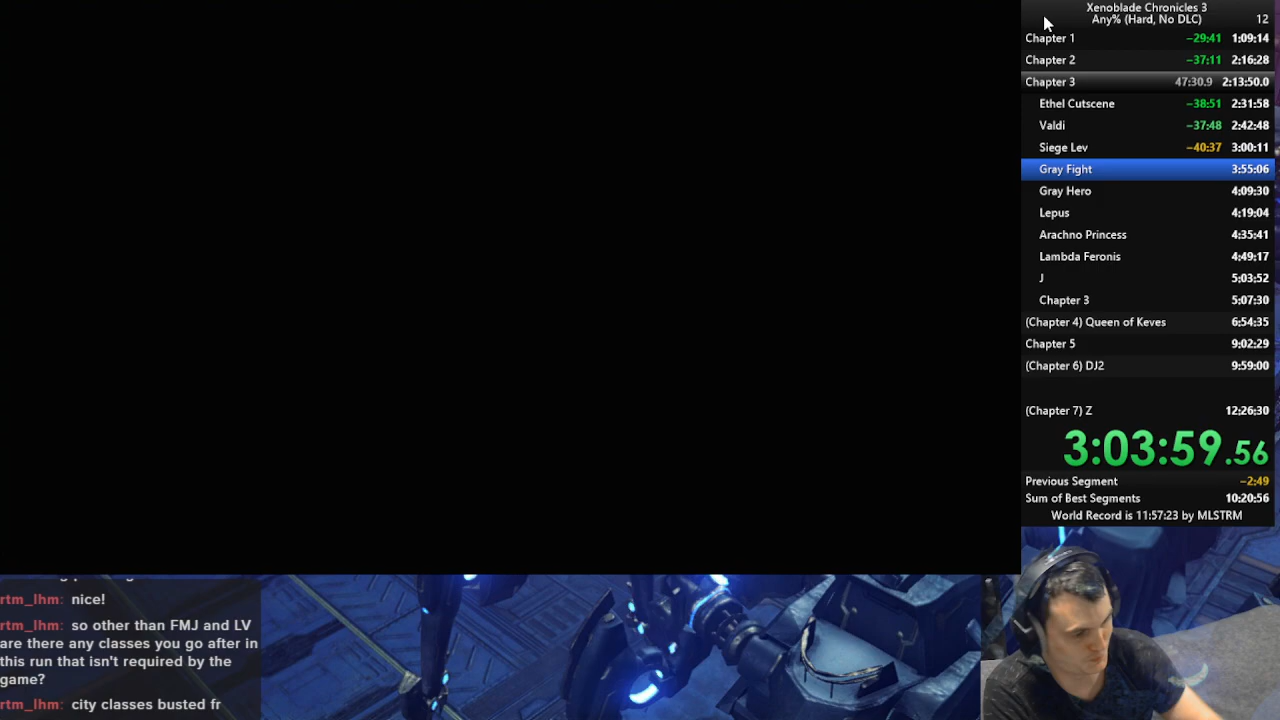 Xenoblade Chronicles 3
Any% (Hard, No DLC) 12
Chapter 1 −29:41 1:09:14
Chapter 2 −37:11 2:16:28
Chapter 3 47:30.9 2:13:50.0
Ethel Cutscene −38:51 2:31:58
Valdi −37:48 2:42:48
Siege Lev −40:37 3:00:11
Gray Fight 3:55:06
Gray Hero 4:09:30
Lepus 4:19:04
Arachno Princess 4:35:41
Lambda Feronis 4:49:17
J 5:03:52
Chapter 3 5:07:30
(Chapter 4) Queen of Keves 6:54:35
Chapter 5 9:02:29
(Chapter 6) DJ2 9:59:00
(Chapter 7) Z 12:26:30
3:03:59.56
Previous Segment −2:49
Sum of Best Segments 10:20:56
World Record is 11:57:23 by MLSTRM
rtm_lhm: nice!
rtm_lhm: so other than FMJ and LV
are there any classes you go after in
this run that isn't required by the
game?
rtm_lhm: city classes busted fr